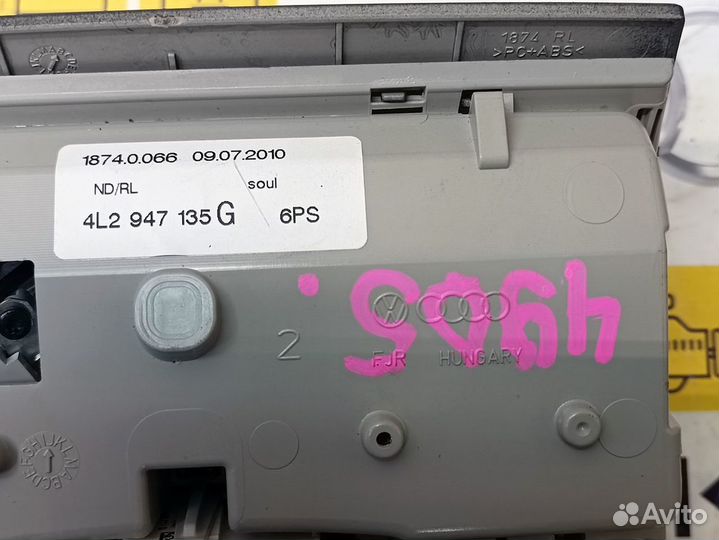 1874 RL
>PC+ABS<
1874.0.066 09.07.2010
ND/RL soul
4L2 947 135 G 6PS
2
FJR HUNGARY
Avito